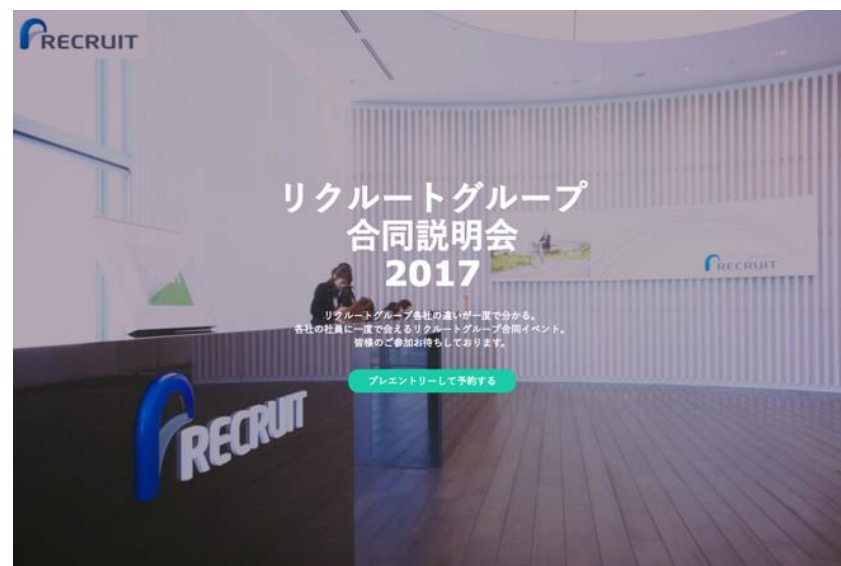 RECRUIT
リクルートグループ
合同説明会
2017
RECRUIT
リクルートグループ各社の違いが一度で分かる。
各社の社員に一度で会えるリクルートグループ合同イベント。
皆様のご参加お待ちしております。
プレエントリーして予約する
RECRUIT